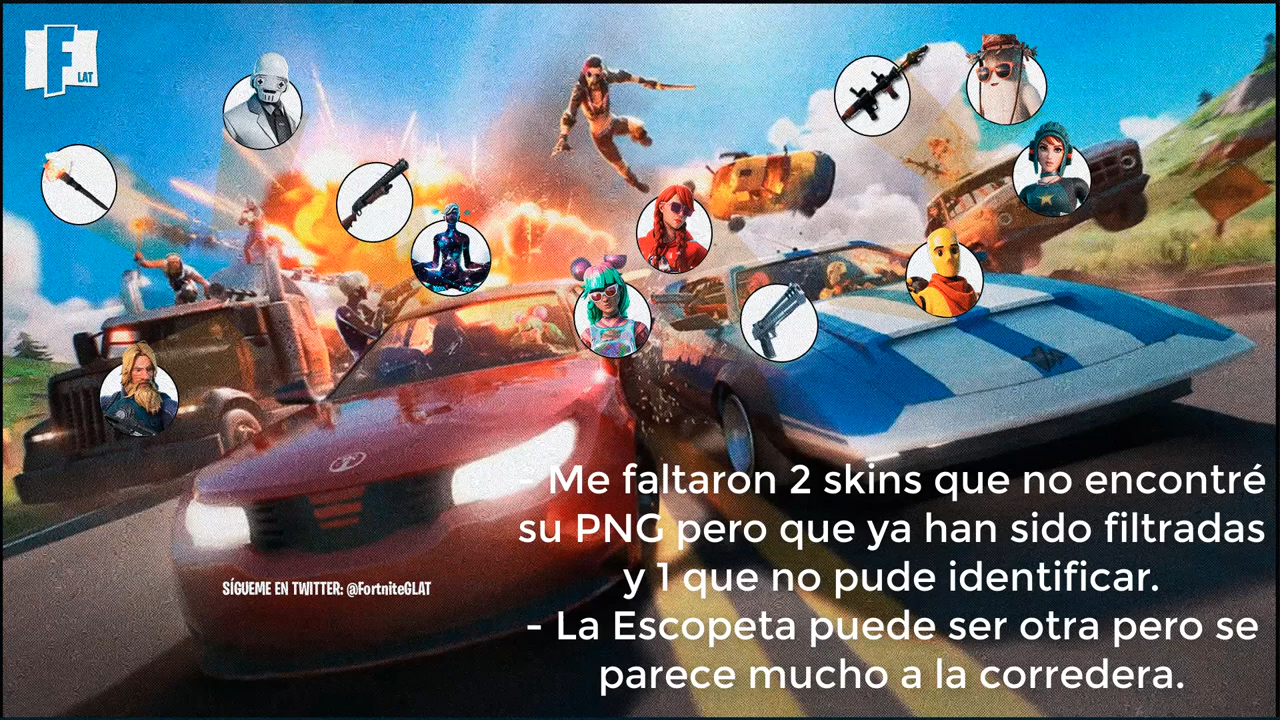 F
LAT
- Me faltaron 2 skins que no encontré
su PNG pero que ya han sido filtradas
y 1 que no pude identificar.
SÍGUEME EN TWITTER: @FortniteGLAT
- La Escopeta puede ser otra pero se
parece mucho a la corredera.